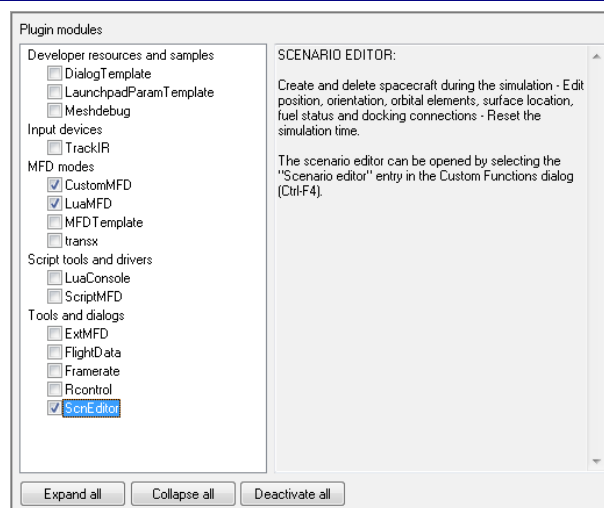 Plugin modules
Developer resources and samples
DialogTemplate
LaunchpadParamTemplate
Meshdebug
Input devices
TrackIR
MFD modes
CustomMFD
LuaMFD
MFDTemplate
transx
Script tools and drivers
LuaConsole
ScriptMFD
Tools and dialogs
ExtMFD
FlightData
Framerate
Rcontrol
ScnEditor
SCENARIO EDITOR:
Create and delete spacecraft during the simulation - Edit
position, orientation, orbital elements, surface location,
fuel status and docking connections - Reset the
simulation time.
The scenario editor can be opened by selecting the
"Scenario editor" entry in the Custom Functions dialog
(Ctrl-F4).
Expand all
Collapse all
Deactivate all